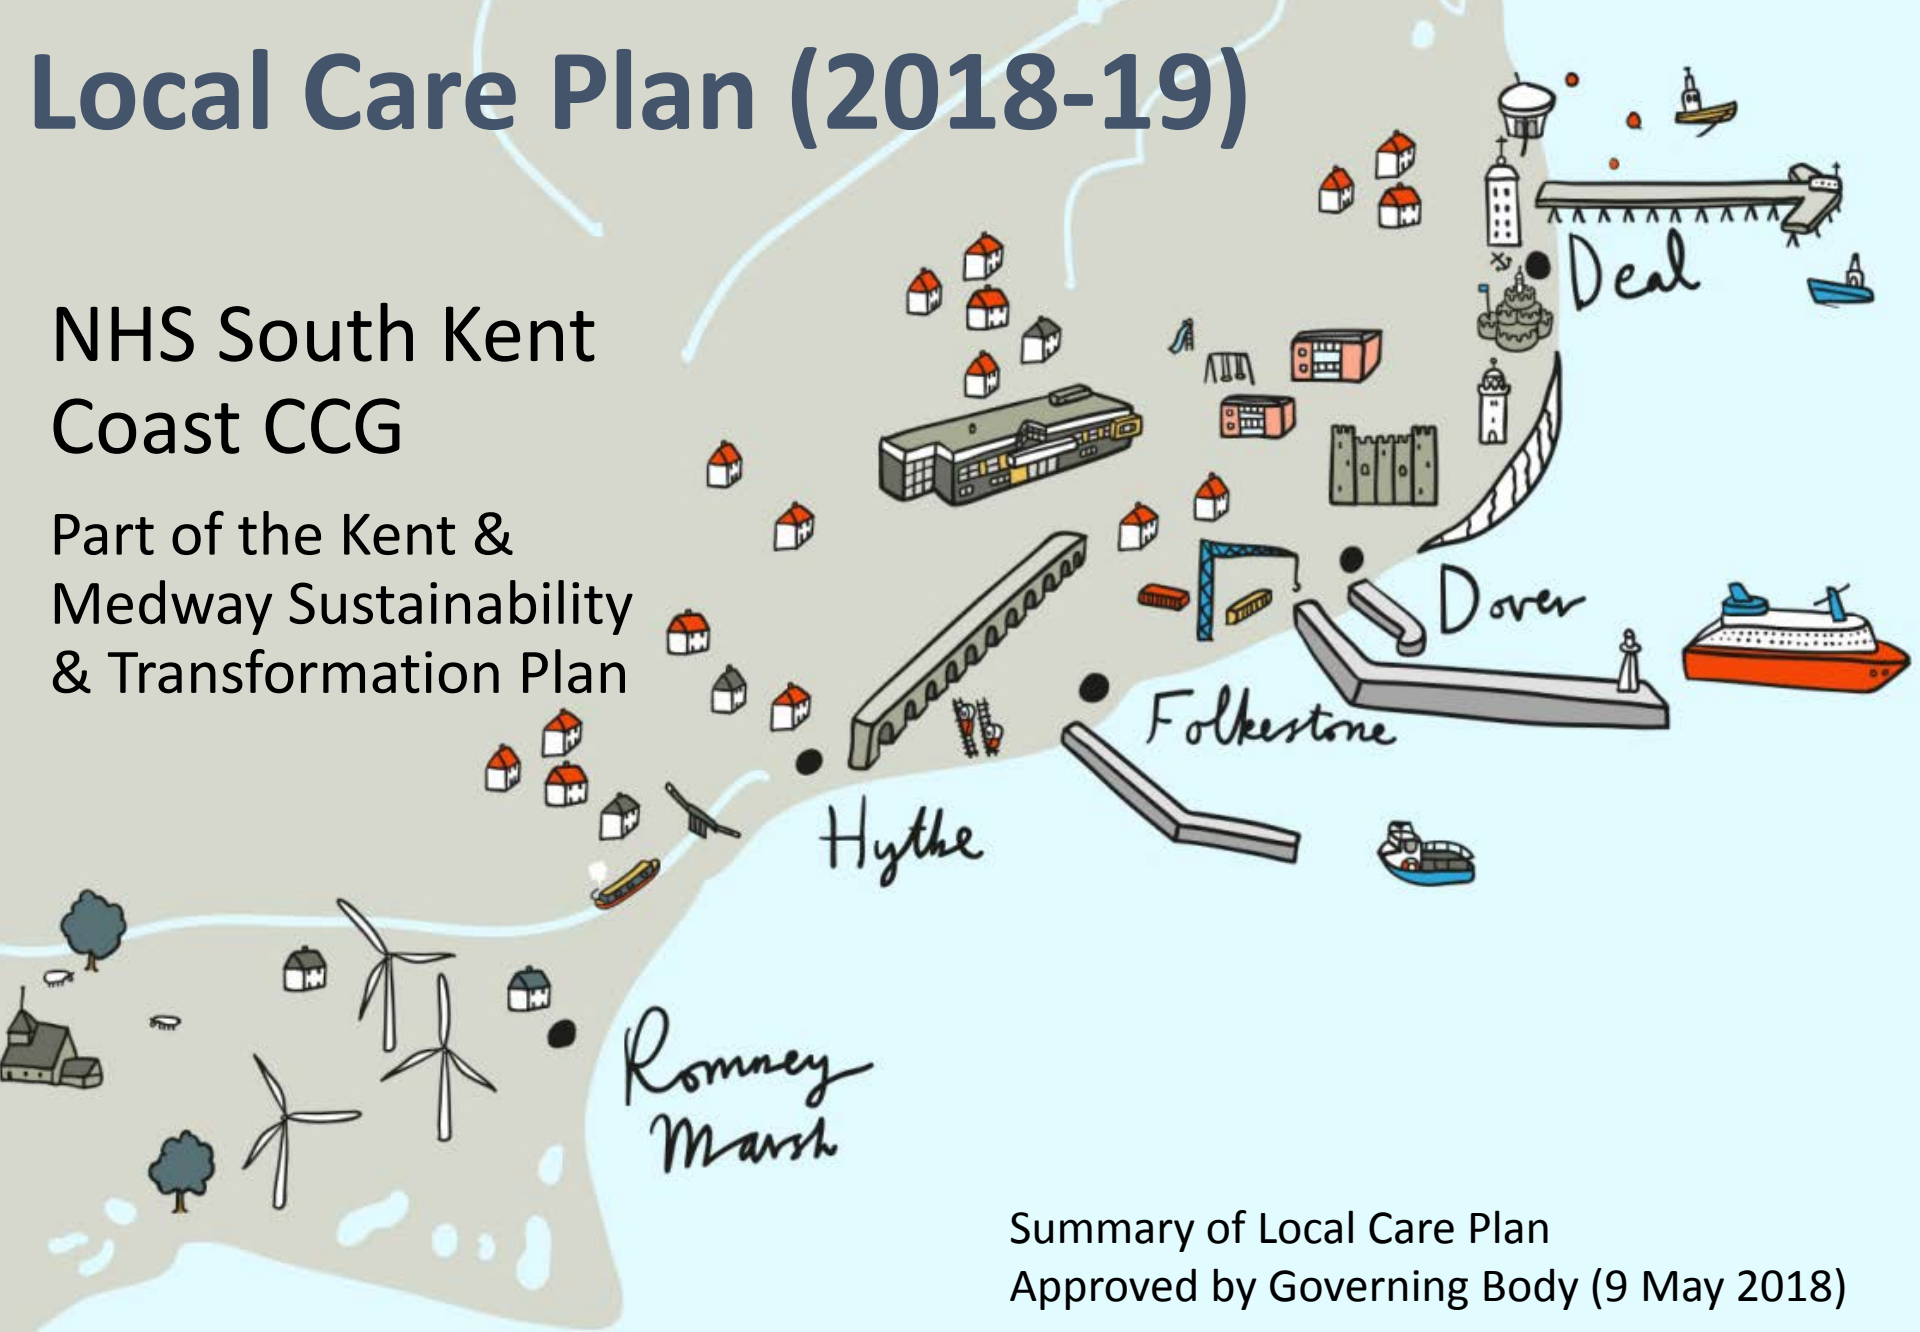 Local Care Plan (2018-19)
NHS South Kent
Coast CCG
Part of the Kent &
Medway Sustainability
& Transformation Plan
Deal
Dover
Folkestone
Hythe
Romney
Marsh
Summary of Local Care Plan
Approved by Governing Body (9 May 2018)